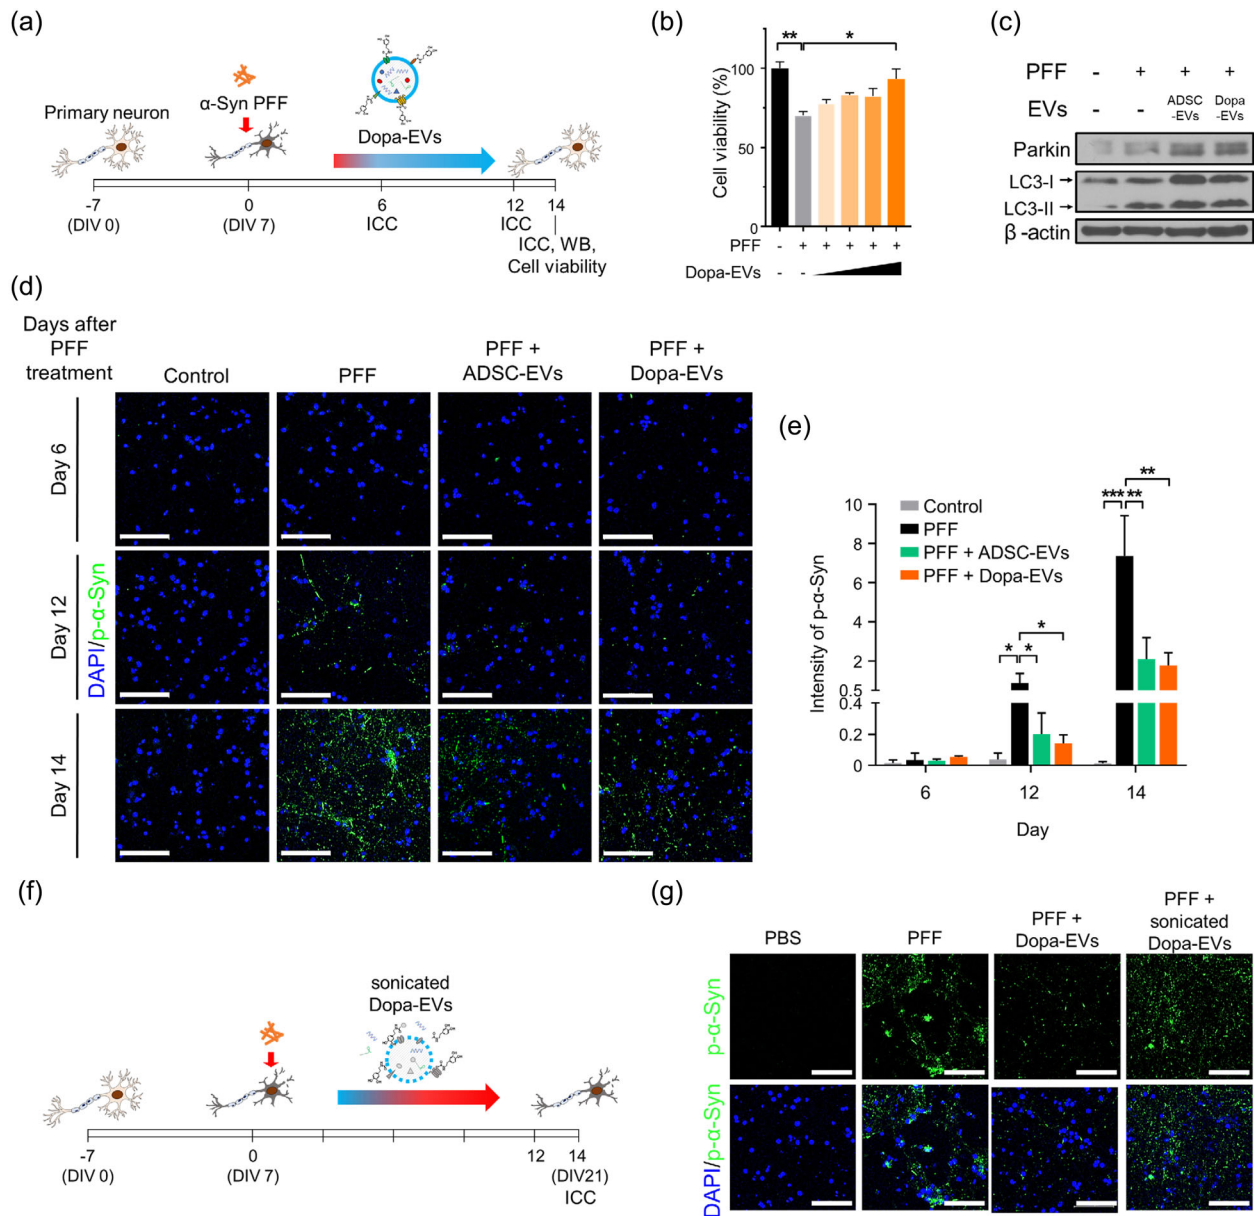 (a)
Primary neuron
α-Syn PFF
Dopa-EVs
-7
0
6
12
14
(DIV 0)
(DIV 7)
ICC
ICC
ICC, WB,
Cell viability
(b)
Cell viability (%)
100
75
50
0
**
*
PFF
- + + + + +
Dopa-EVs
- -
(c)
PFF - + + +
EVs - - ADSC-EVs Dopa-EVs
Parkin
LC3-I
LC3-II
β-actin
(d)
Days after
PFF
treatment
Control
PFF
PFF +
ADSC-EVs
PFF +
Dopa-EVs
Day 6
Day 12
Day 14
DAPI/p-α-Syn
(e)
Intensity of p-α-Syn
10
8
6
4
2
0.5
0.4
0.2
0.0
Control
PFF
PFF + ADSC-EVs
PFF + Dopa-EVs
* *
*
*** **
**
6
12
14
Day
(f)
sonicated
Dopa-EVs
-7
0
12
14
(DIV 0)
(DIV 7)
(DIV21)
ICC
(g)
PBS
PFF
PFF +
Dopa-EVs
PFF +
sonicated
Dopa-EVs
p-α-Syn
DAPI/p-α-Syn